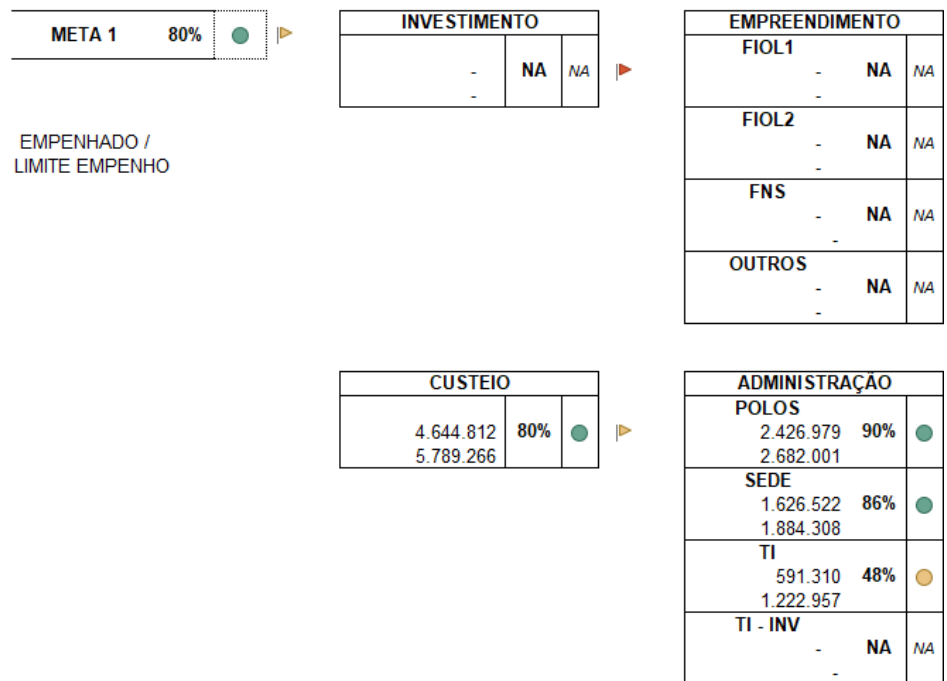 META 1 80%
EMPENHADO /
LIMITE EMPENHO
INVESTIMENTO
- NA NA
-
EMPREENDIMENTO
FIOL1
- NA NA
-
FIOL2
- NA NA
-
FNS
- NA NA
-
OUTROS
- NA NA
-
CUSTEIO
4.644.812 80%
5.789.266
ADMINISTRAÇÃO
POLOS
2.426.979 90%
2.682.001
SEDE
1.626.522 86%
1.884.308
TI
591.310 48%
1.222.957
TI - INV
- NA NA
-